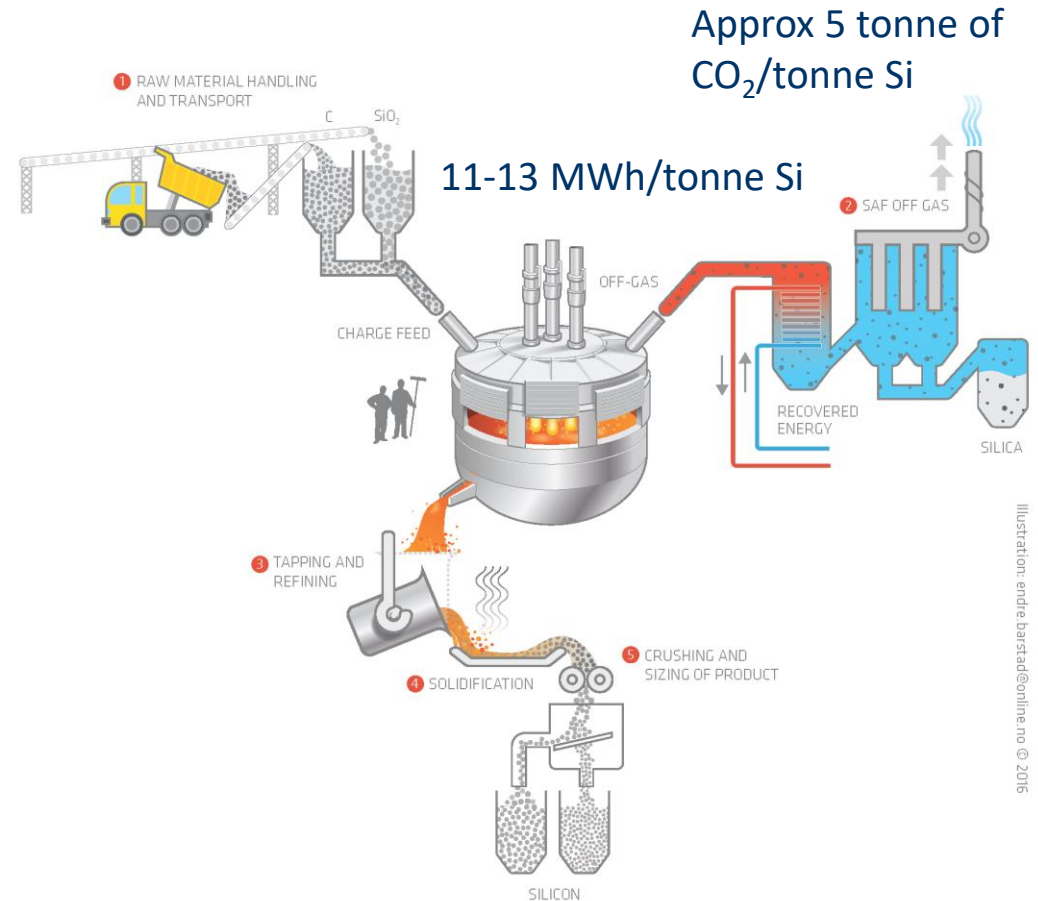 Approx 5 tonne of
CO₂/tonne Si
1 RAW MATERIAL HANDLING
AND TRANSPORT
C
SiO₂
11-13 MWh/tonne Si
2 SAF OFF GAS
OFF-GAS
CHARGE FEED
RECOVERED
ENERGY
SILICA
3 TAPPING AND
REFINING
4 SOLIDIFICATION
5 CRUSHING AND
SIZING OF PRODUCT
SILICON
Illustration: endre.barstad@online.no © 2016